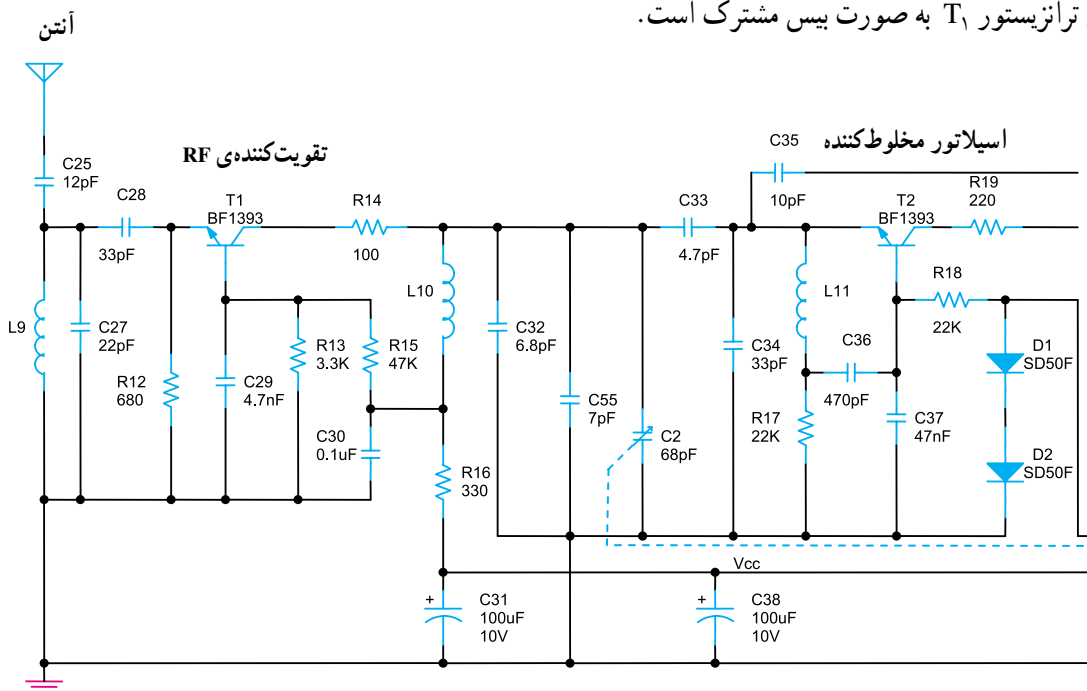 ترانزیستور T۱ به صورت بیس مشترک است.
آنتن
تقویت‌کننده‌ی RF
اسیلاتور مخلوط‌کننده
C25
12pF
C28
33pF
T1
BF1393
R14
100
C33
4.7pF
C35
10pF
T2
BF1393
R19
220
L9
C27
22pF
R12
680
C29
4.7nF
R13
3.3K
R15
47K
C30
0.1uF
L10
R16
330
C32
6.8pF
C55
7pF
C2
68pF
C34
33pF
L11
C36
470pF
R17
22K
R18
22K
C37
47nF
D1
SD50F
D2
SD50F
Vcc
+
C31
100uF
10V
+
C38
100uF
10V